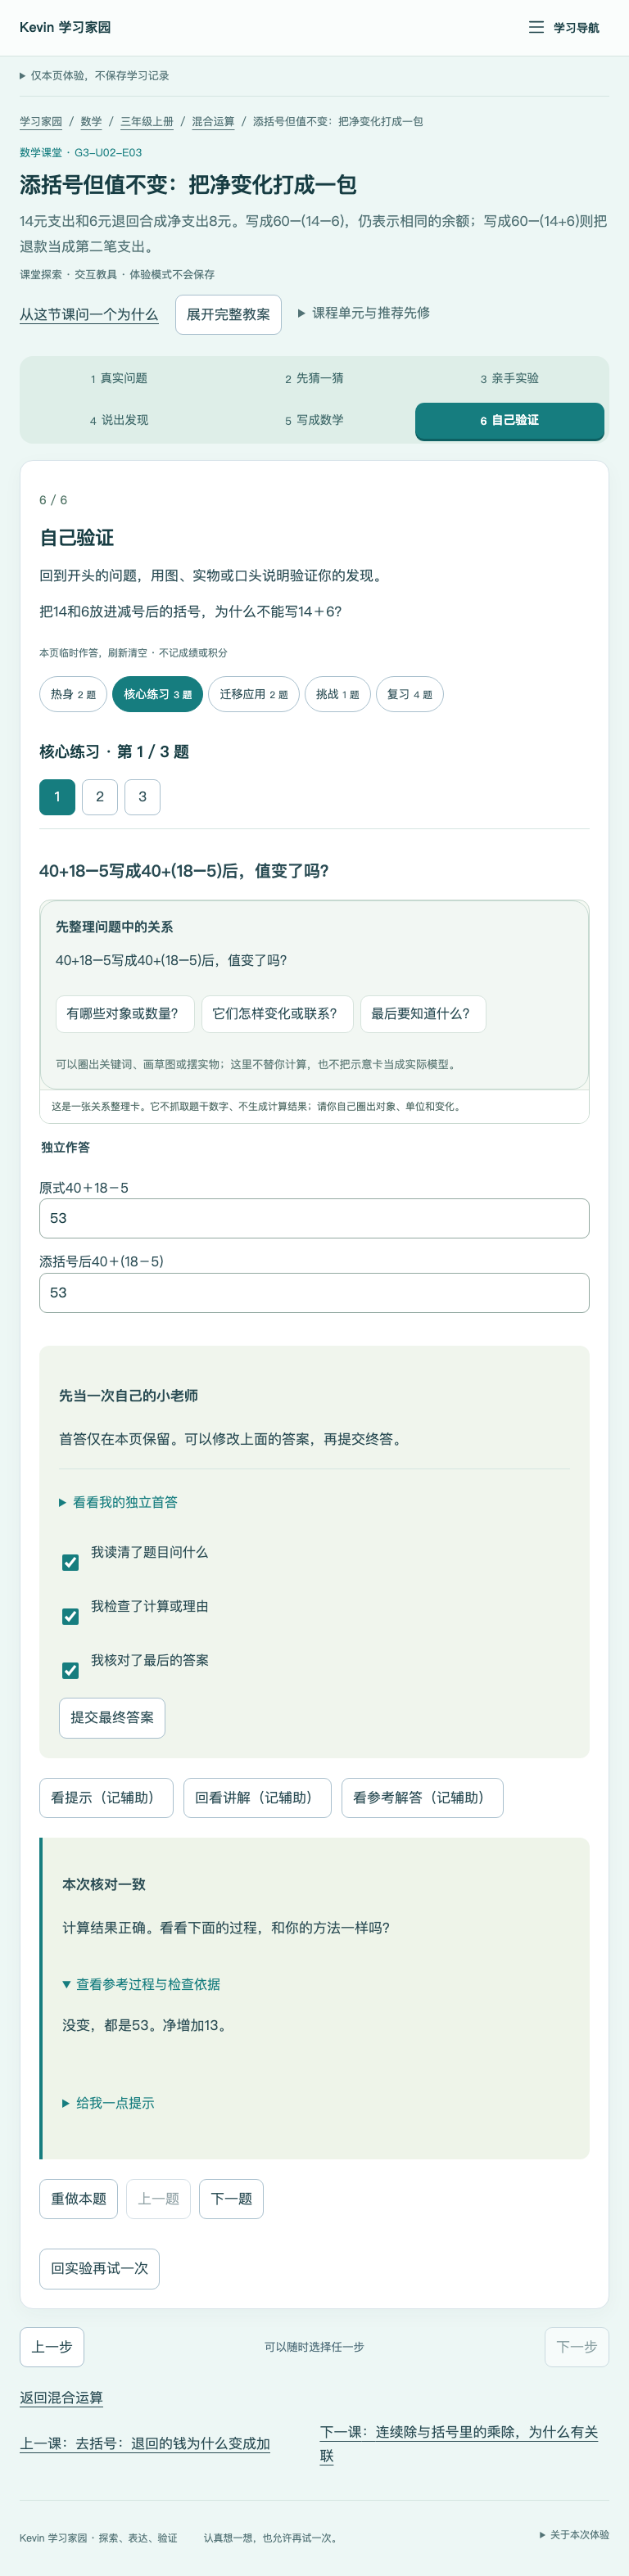 Kevin 学习家园
学习导航
仅本页体验，不保存学习记录
学习家园 / 数学 / 三年级上册 / 混合运算 / 添括号但值不变：把净变化打成一包
数学课堂 · G3-U02-E03
添括号但值不变：把净变化打成一包
14元支出和6元退回合成净支出8元。写成60−(14−6)，仍表示相同的余额；写成60−(14+6)则把
退款当成第二笔支出。
课堂探索 · 交互教具 · 体验模式不会保存
从这节课问一个为什么
展开完整教案
课程单元与推荐先修
1 真实问题
2 先猜一猜
3 亲手实验
4 说出发现
5 写成数学
6 自己验证
6 / 6
自己验证
回到开头的问题，用图、实物或口头说明验证你的发现。
把14和6放进减号后的括号，为什么不能写14＋6？
本页临时作答，刷新清空 · 不记成绩或积分
热身 2 题
核心练习 3 题
迁移应用 2 题
挑战 1 题
复习 4 题
核心练习 · 第 1 / 3 题
1
2
3
40+18−5写成40+(18−5)后，值变了吗？
先整理问题中的关系
40+18−5写成40+(18−5)后，值变了吗？
有哪些对象或数量？
它们怎样变化或联系？
最后要知道什么？
可以圈出关键词、画草图或摆实物；这里不替你计算，也不把示意卡当成实际模型。
这是一张关系整理卡。它不抓取题干数字、不生成计算结果；请你自己圈出对象、单位和变化。
独立作答
原式40＋18－5
53
添括号后40＋(18－5)
53
先当一次自己的小老师
首答仅在本页保留。可以修改上面的答案，再提交终答。
看看我的独立首答
我读清了题目问什么
我检查了计算或理由
我核对了最后的答案
提交最终答案
看提示（记辅助）
回看讲解（记辅助）
看参考解答（记辅助）
本次核对一致
计算结果正确。看看下面的过程，和你的方法一样吗？
查看参考过程与检查依据
没变，都是53。净增加13。
给我一点提示
重做本题
上一题
下一题
回实验再试一次
上一步
可以随时选择任一步
下一步
返回混合运算
上一课：去括号：退回的钱为什么变成加
下一课：连续除与括号里的乘除，为什么有关
联
Kevin 学习家园 · 探索、表达、验证
认真想一想，也允许再试一次。
关于本次体验